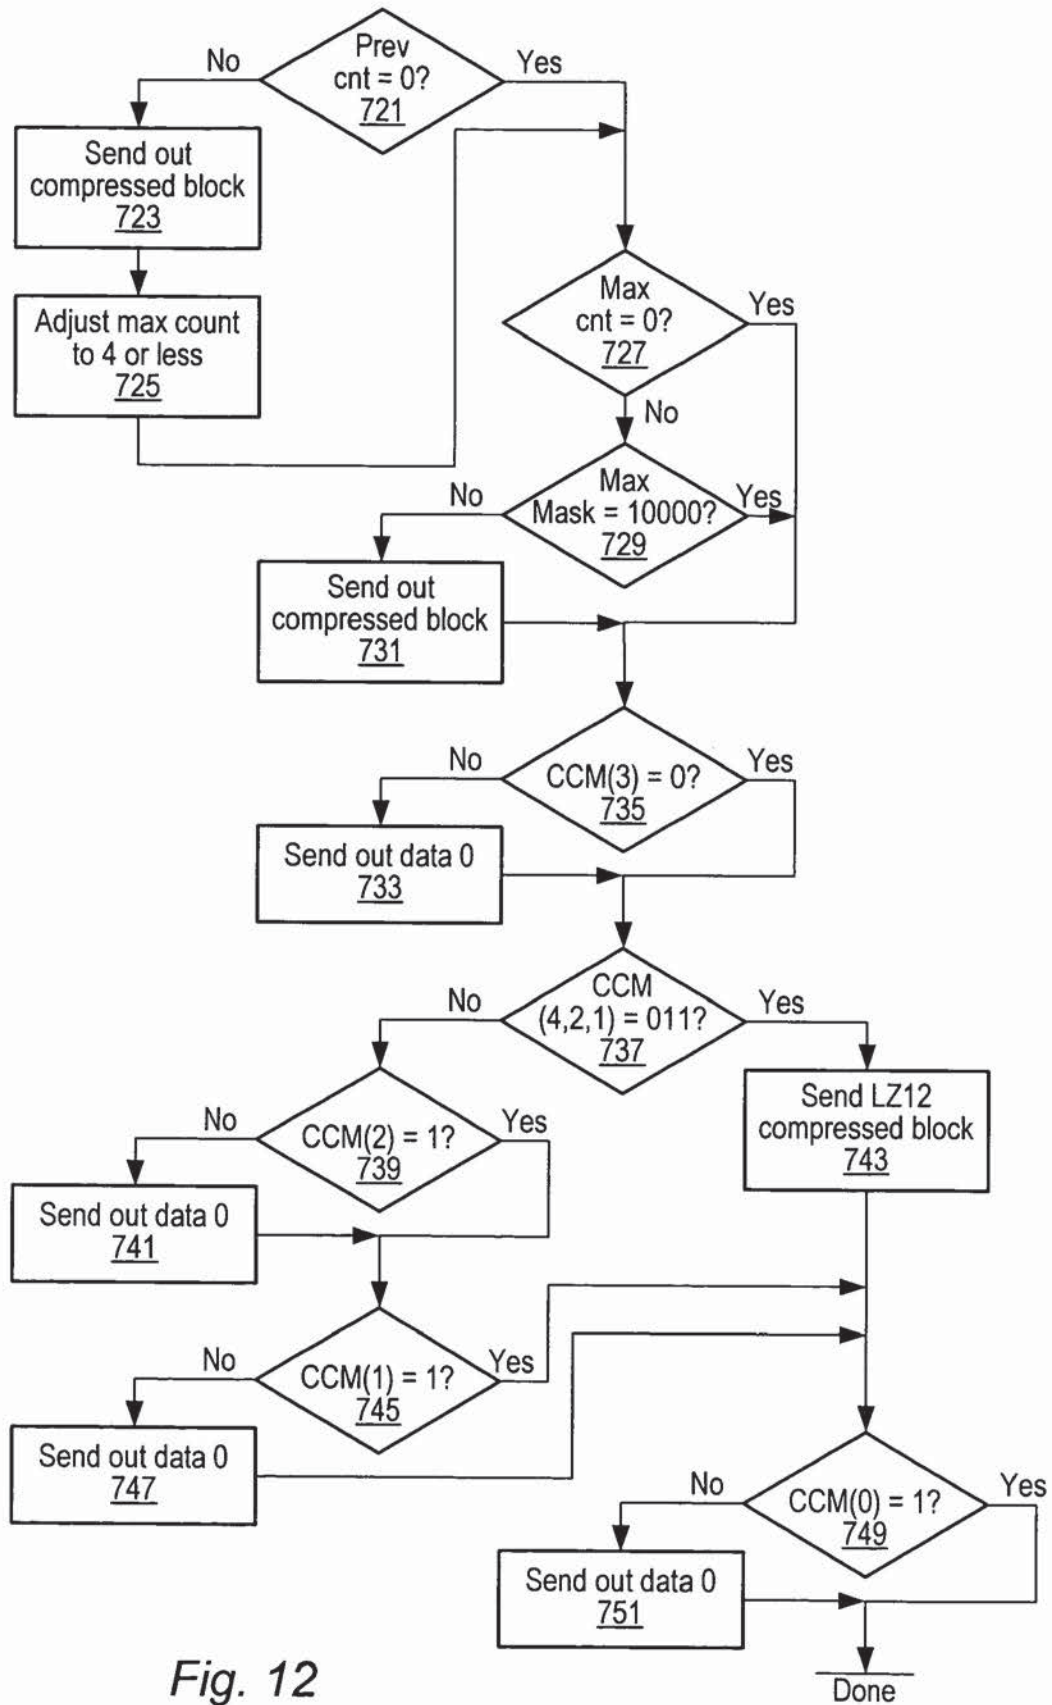 Prev
cnt = 0?
721
No
Yes
Send out
compressed block
723
Adjust max count
to 4 or less
725
Max
cnt = 0?
727
Yes
No
Max
Mask = 10000?
729
No
Yes
Send out
compressed block
731
CCM(3) = 0?
735
No
Yes
Send out data 0
733
CCM
(4,2,1) = 011?
737
No
Yes
Send LZ12
compressed block
743
CCM(2) = 1?
739
No
Yes
Send out data 0
741
CCM(1) = 1?
745
No
Yes
Send out data 0
747
CCM(0) = 1?
749
No
Yes
Send out data 0
751
Done
Fig. 12